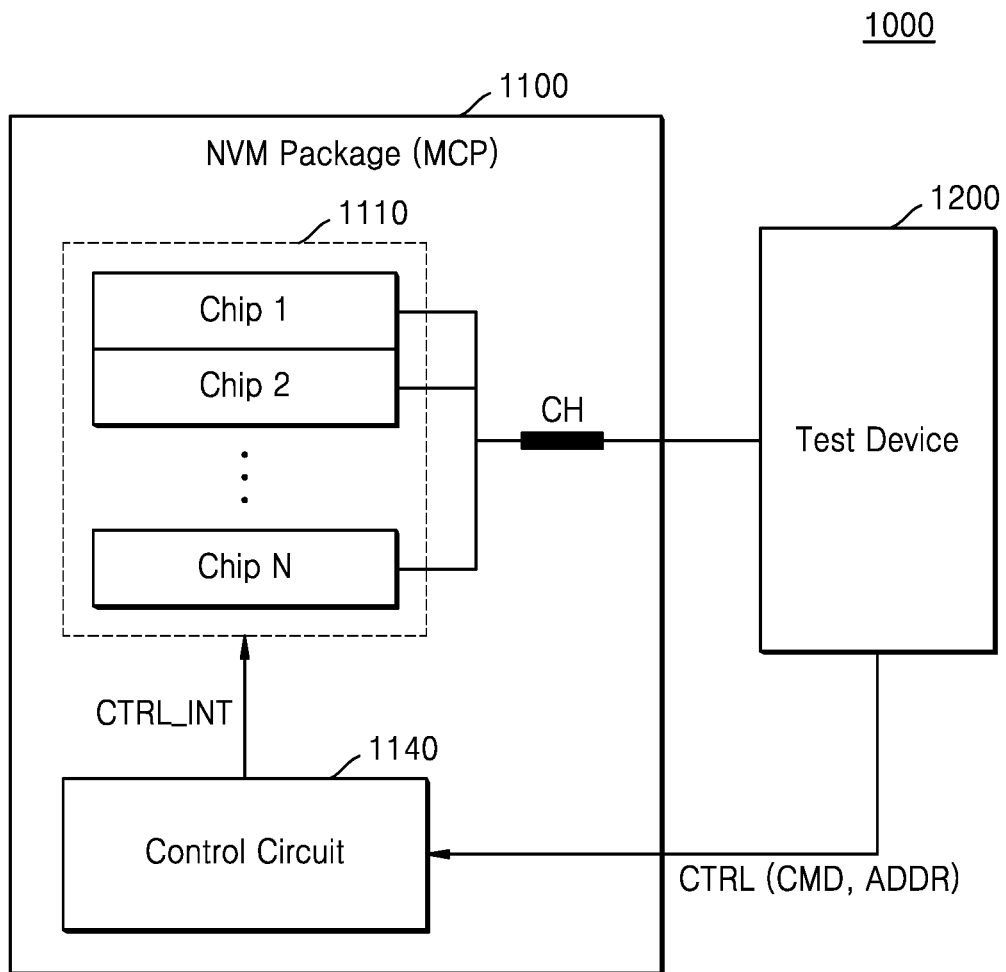 1000
1100
NVM Package (MCP)
1110
1200
Chip 1
Chip 2
CH
Test Device
Chip N
CTRL_INT
1140
Control Circuit
CTRL (CMD, ADDR)